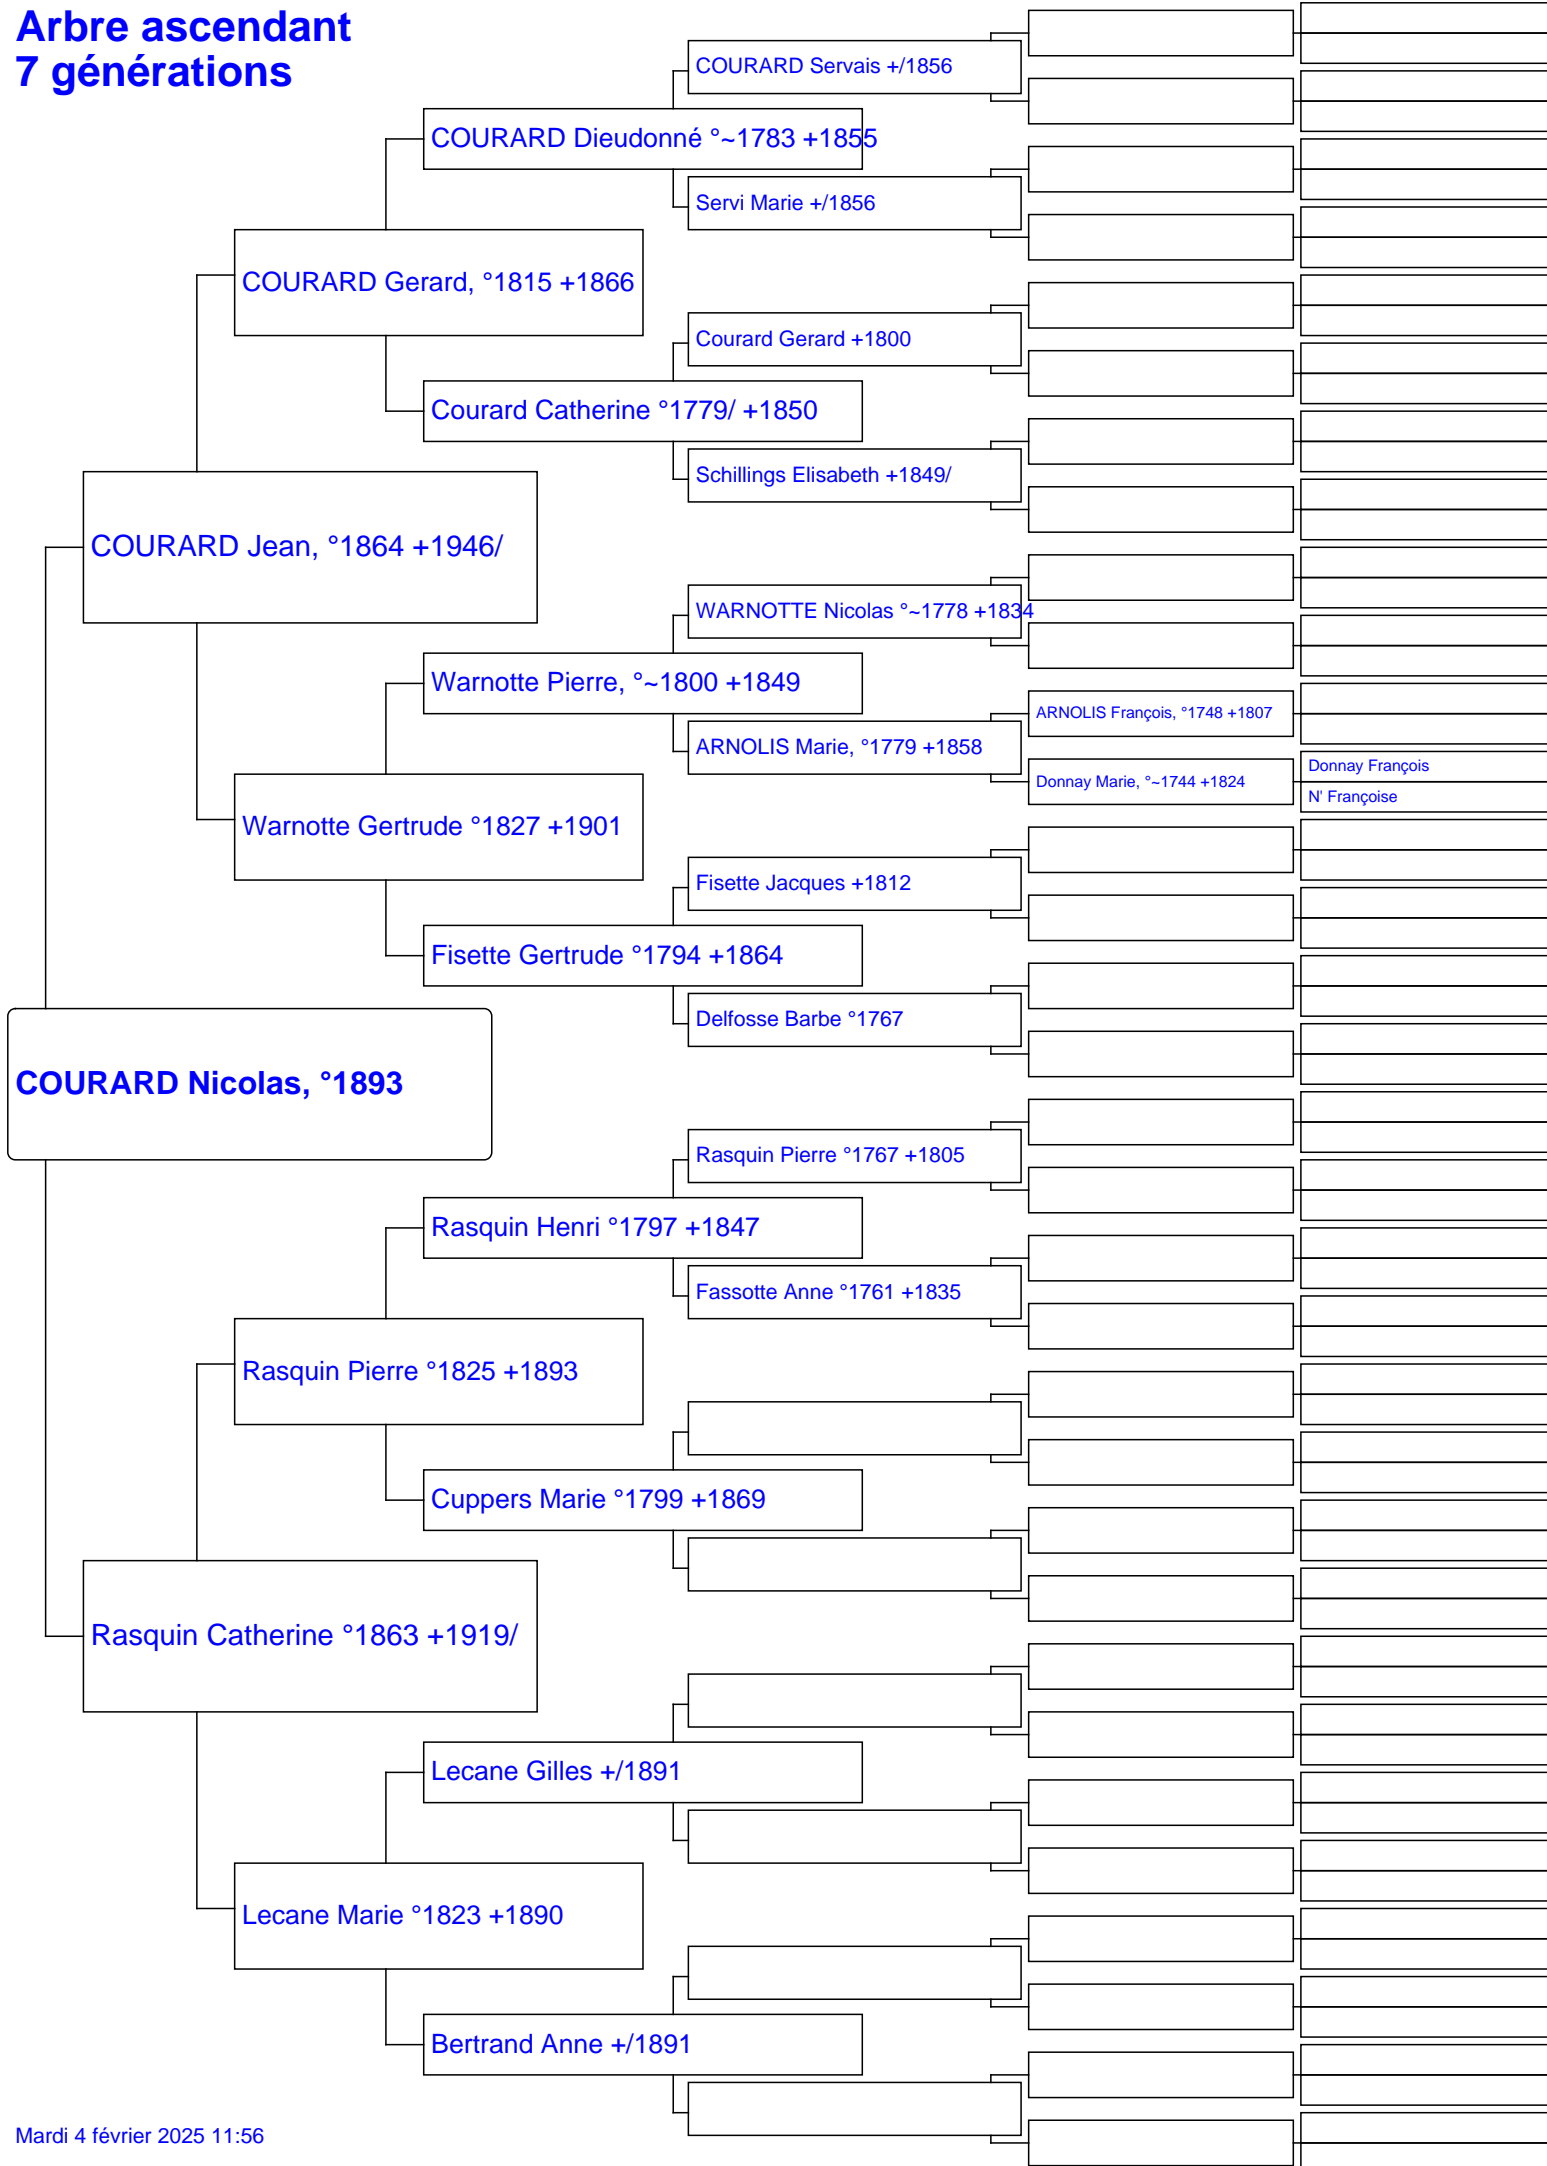 Arbre ascendant
7 générations
COURARD Servais +/1856
COURARD Dieudonné °~1783 +1855
Servi Marie +/1856
COURARD Gerard, °1815 +1866
Courard Gerard +1800
Courard Catherine °1779/ +1850
Schillings Elisabeth +1849/
COURARD Jean, °1864 +1946/
WARNOTTE Nicolas °~1778 +1834
Warnotte Pierre, °~1800 +1849
ARNOLIS François, °1748 +1807
ARNOLIS Marie, °1779 +1858
Donnay François
Donnay Marie, °~1744 +1824
N' Françoise
Warnotte Gertrude °1827 +1901
Fisette Jacques +1812
Fisette Gertrude °1794 +1864
Delfosse Barbe °1767
COURARD Nicolas, °1893
Rasquin Pierre °1767 +1805
Rasquin Henri °1797 +1847
Fassotte Anne °1761 +1835
Rasquin Pierre °1825 +1893
Cuppers Marie °1799 +1869
Rasquin Catherine °1863 +1919/
Lecane Gilles +/1891
Lecane Marie °1823 +1890
Bertrand Anne +/1891
Mardi 4 février 2025 11:56